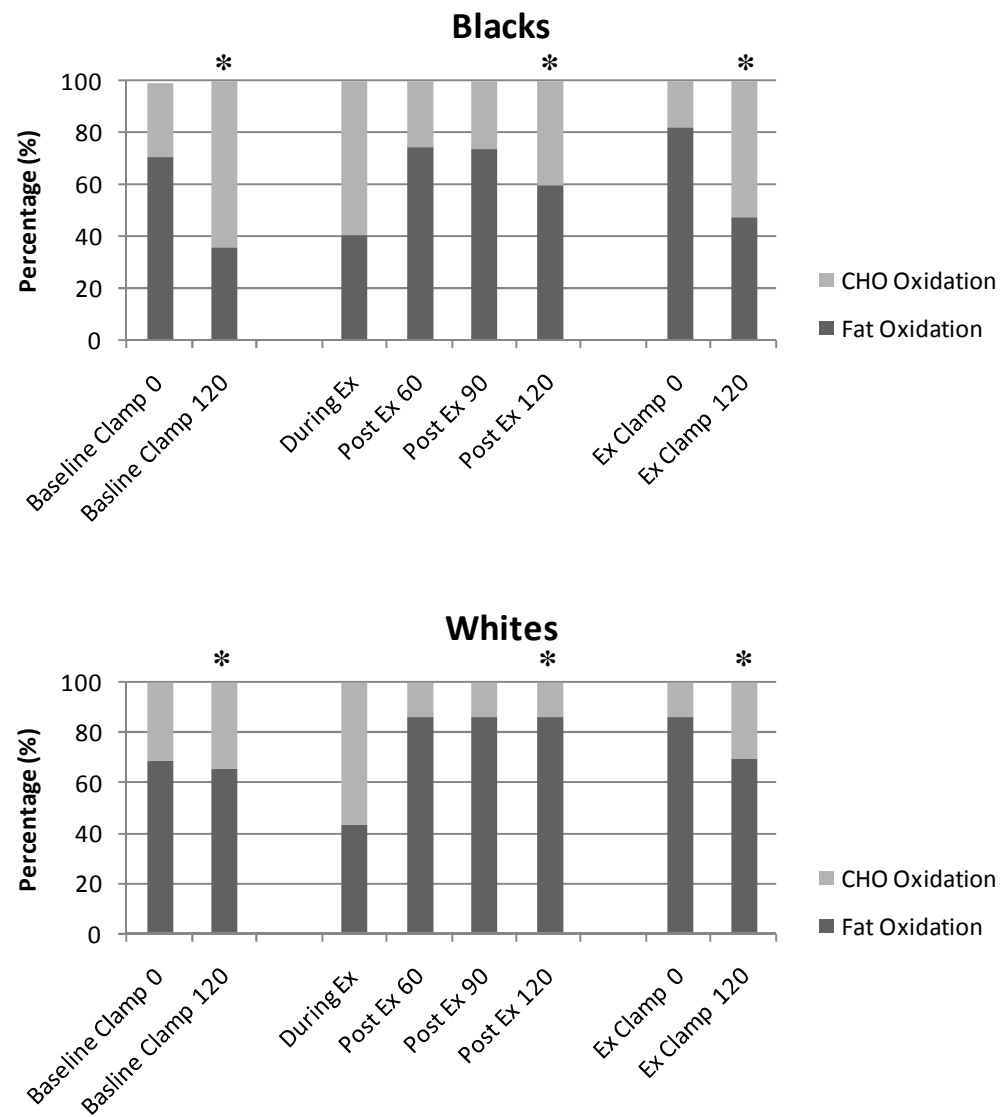 Blacks
* * *
100
80
60
40
20
0
Percentage (%)
Baseline Clamp 0
Basline Clamp 120
During Ex
Post Ex 60
Post Ex 90
Post Ex 120
Ex Clamp 0
Ex Clamp 120
CHO Oxidation
Fat Oxidation
Whites
* * *
100
80
60
40
20
0
Percentage (%)
Baseline Clamp 0
Basline Clamp 120
During Ex
Post Ex 60
Post Ex 90
Post Ex 120
Ex Clamp 0
Ex Clamp 120
CHO Oxidation
Fat Oxidation